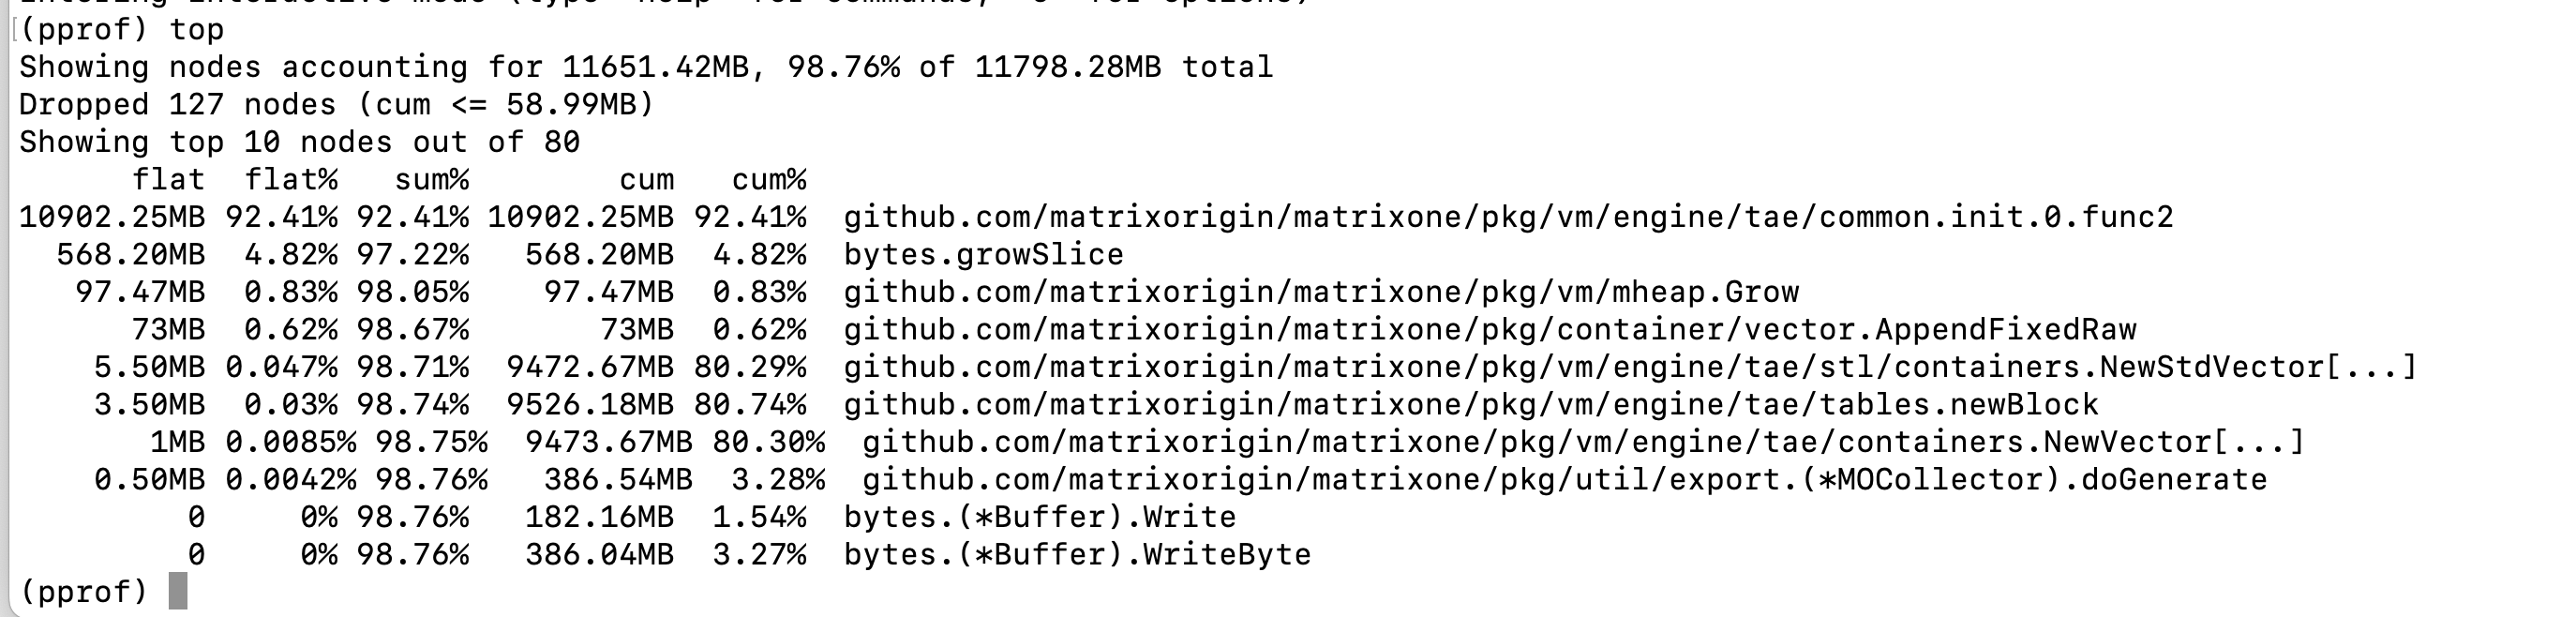 (pprof) top
Showing nodes accounting for 11651.42MB, 98.76% of 11798.28MB total
Dropped 127 nodes (cum <= 58.99MB)
Showing top 10 nodes out of 80
flat flat% sum% cum cum%
10902.25MB 92.41% 92.41% 10902.25MB 92.41% github.com/matrixorigin/matrixone/pkg/vm/engine/tae/common.init.0.func2
568.20MB 4.82% 97.22% 568.20MB 4.82% bytes.growSlice
97.47MB 0.83% 98.05% 97.47MB 0.83% github.com/matrixorigin/matrixone/pkg/vm/mheap.Grow
73MB 0.62% 98.67% 73MB 0.62% github.com/matrixorigin/matrixone/pkg/container/vector.AppendFixedRaw
5.50MB 0.047% 98.71% 9472.67MB 80.29% github.com/matrixorigin/matrixone/pkg/vm/engine/tae/stl/containers.NewStdVector[...]
3.50MB 0.03% 98.74% 9526.18MB 80.74% github.com/matrixorigin/matrixone/pkg/vm/engine/tae/tables.newBlock
1MB 0.0085% 98.75% 9473.67MB 80.30% github.com/matrixorigin/matrixone/pkg/vm/engine/tae/containers.NewVector[...]
0.50MB 0.0042% 98.76% 386.54MB 3.28% github.com/matrixorigin/matrixone/pkg/util/export.(*MOCollector).doGenerate
0 0% 98.76% 182.16MB 1.54% bytes.(*Buffer).Write
0 0% 98.76% 386.04MB 3.27% bytes.(*Buffer).WriteByte
(pprof)